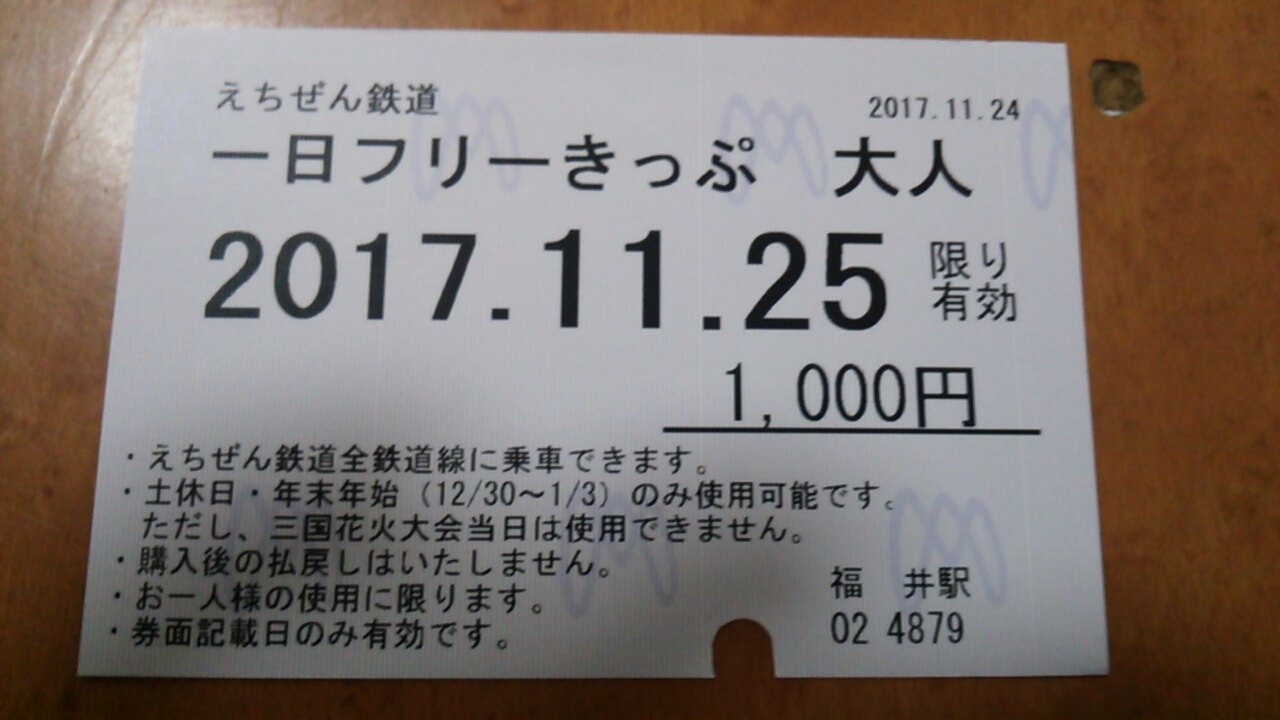 えちぜん鉄道
2017.11.24
一日フリーきっぷ 大人
2017.11.25 限り有効
1,000円
・えちぜん鉄道全鉄道線に乗車できます。
・土休日・年末年始（12/30～1/3）のみ使用可能です。
ただし、三国花火大会当日は使用できません。
・購入後の払戻しはいたしません。
・お一人様の使用に限ります。
・券面記載日のみ有効です。
福 井駅
02 4879